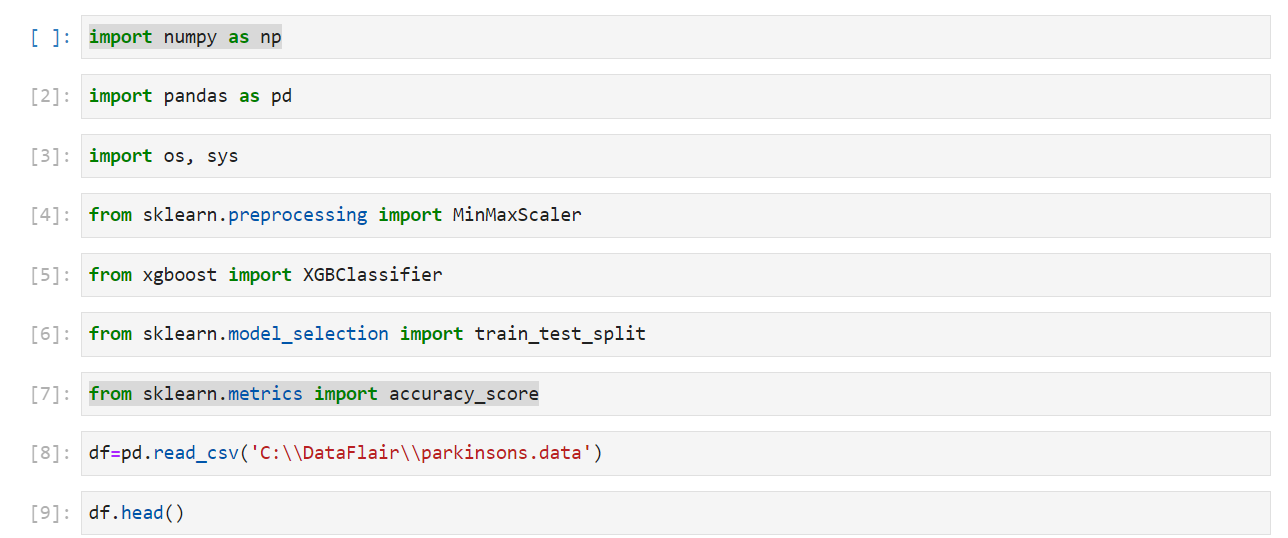 [ ]: import numpy as np
[2]: import pandas as pd
[3]: import os, sys
[4]: from sklearn.preprocessing import MinMaxScaler
[5]: from xgboost import XGBClassifier
[6]: from sklearn.model_selection import train_test_split
[7]: from sklearn.metrics import accuracy_score
[8]: df=pd.read_csv('C:\\DataFlair\\parkinsons.data')
[9]: df.head()